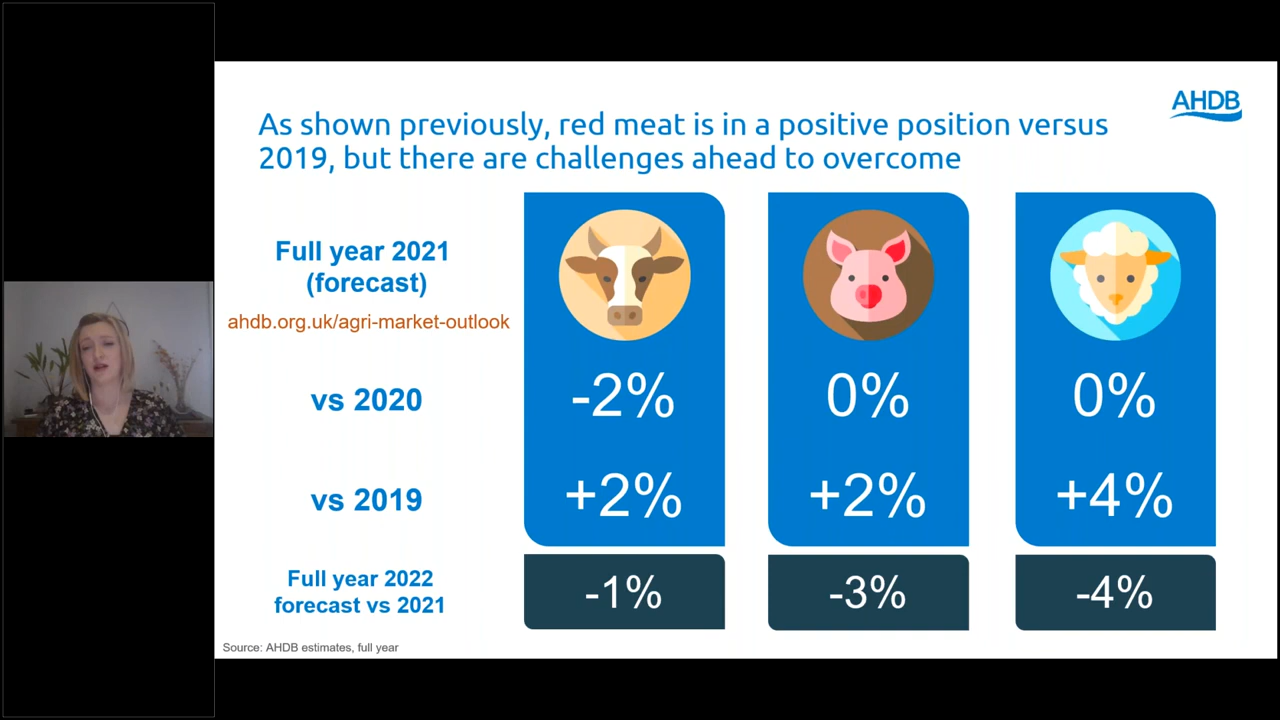 AHDB
As shown previously, red meat is in a positive position versus
2019, but there are challenges ahead to overcome
Full year 2021
(forecast)
ahdb.org.uk/agri-market-outlook
vs 2020
-2%
0%
0%
vs 2019
+2%
+2%
+4%
Full year 2022
forecast vs 2021
-1%
-3%
-4%
Source: AHDB estimates, full year